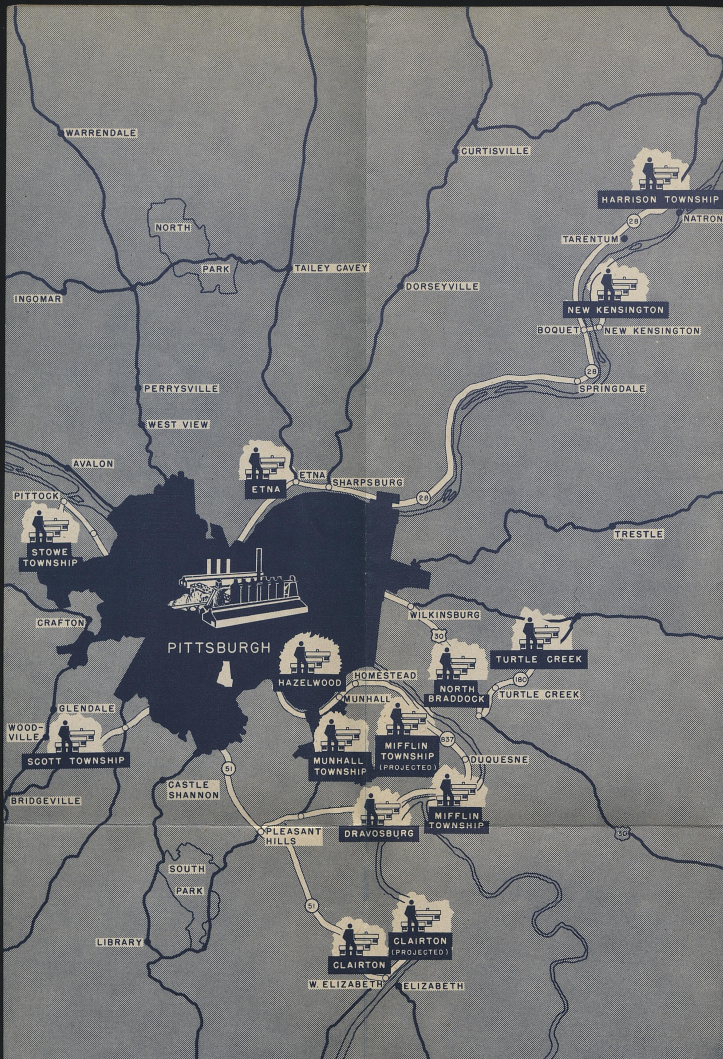 WARRENDALE
CURTISVILLE
HARRISON TOWNSHIP
NATRON
28
NORTH
PARK
TARENTUM
TAILEY CAVEY
INGOMAR
DORSEYVILLE
NEW KENSINGTON
BOQUET
NEW KENSINGTON
28
PERRYSVILLE
SPRINGDALE
WEST VIEW
AVALON
ETNA
ETNA
SHARPSBURG
28
PITTOCK
STOWE
TOWNSHIP
TRESTLE
CRAFTON
WILKINSBURG
30
PITTSBURGH
TURTLE CREEK
HAZELWOOD
HOMESTEAD
NORTH
BRADDOCK
180
TURTLE CREEK
MUNHALL
GLENDALE
WOOD-
VILLE
SCOTT TOWNSHIP
MUNHALL
TOWNSHIP
MIFFLIN
TOWNSHIP
(PROJECTED)
837
DUQUESNE
51
CASTLE
SHANNON
BRIDGEVILLE
MIFFLIN
TOWNSHIP
DRAVOSBURG
PLEASANT
HILLS
30
SOUTH
PARK
51
LIBRARY
CLAIRTON
CLAIRTON
(PROJECTED)
W. ELIZABETH
ELIZABETH